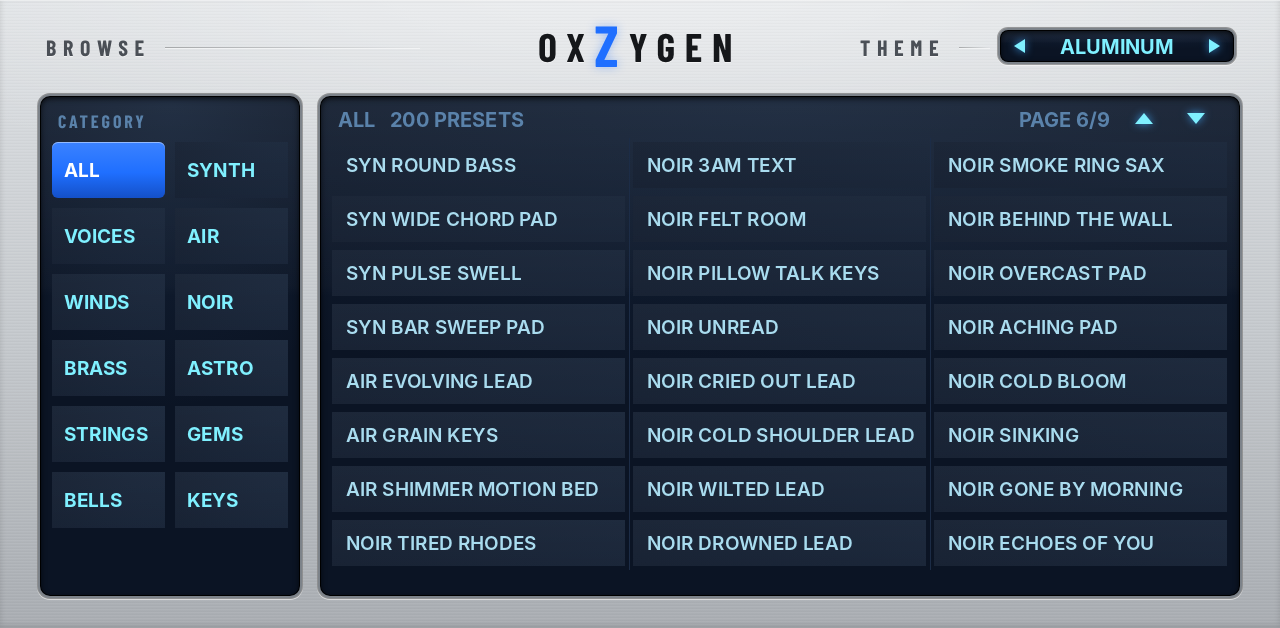 BROWSE
OXZYGEN
THEME
ALUMINUM
CATEGORY
ALL
SYNTH
VOICES
AIR
WINDS
NOIR
BRASS
ASTRO
STRINGS
GEMS
BELLS
KEYS
ALL 200 PRESETS
PAGE 6/9
SYN ROUND BASS
SYN WIDE CHORD PAD
SYN PULSE SWELL
SYN BAR SWEEP PAD
AIR EVOLVING LEAD
AIR GRAIN KEYS
AIR SHIMMER MOTION BED
NOIR TIRED RHODES
NOIR 3AM TEXT
NOIR FELT ROOM
NOIR PILLOW TALK KEYS
NOIR UNREAD
NOIR CRIED OUT LEAD
NOIR COLD SHOULDER LEAD
NOIR WILTED LEAD
NOIR DROWNED LEAD
NOIR SMOKE RING SAX
NOIR BEHIND THE WALL
NOIR OVERCAST PAD
NOIR ACHING PAD
NOIR COLD BLOOM
NOIR SINKING
NOIR GONE BY MORNING
NOIR ECHOES OF YOU